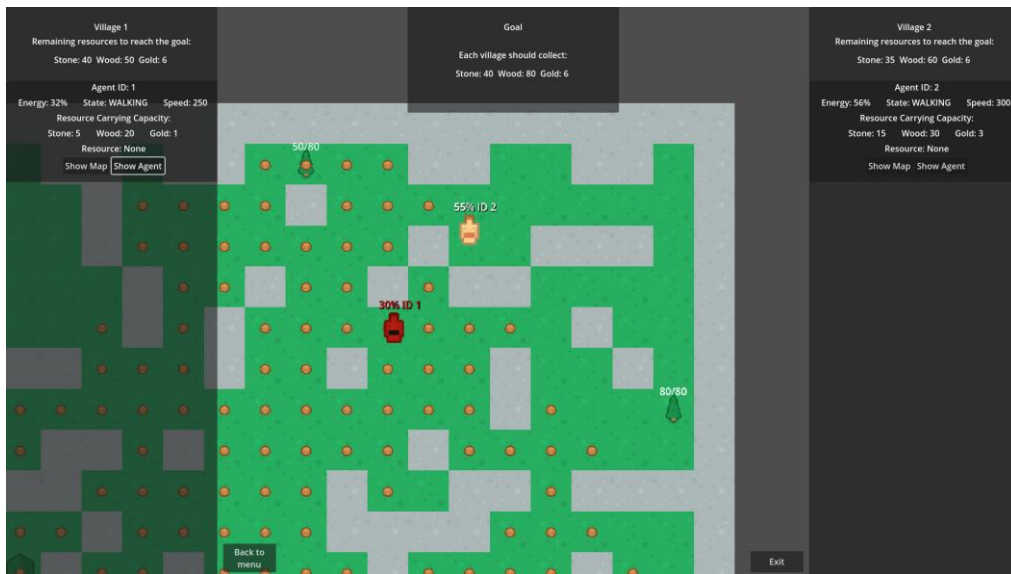 Village 1
Remaining resources to reach the goal:
Stone: 40 Wood: 50 Gold: 6
Agent ID: 1
Energy: 32% State: WALKING Speed: 250
Resource Carrying Capacity:
Stone: 5 Wood: 20 Gold: 1
Resource: None
Show Map Show Agent
Goal
Each village should collect:
Stone: 40 Wood: 80 Gold: 6
Village 2
Remaining resources to reach the goal:
Stone: 35 Wood: 60 Gold: 6
Agent ID: 2
Energy: 56% State: WALKING Speed: 300
Resource Carrying Capacity:
Stone: 15 Wood: 30 Gold: 3
Resource: None
Show Map Show Agent
50/80
55% ID 2
30% ID 1
80/80
Back to
menu
Exit